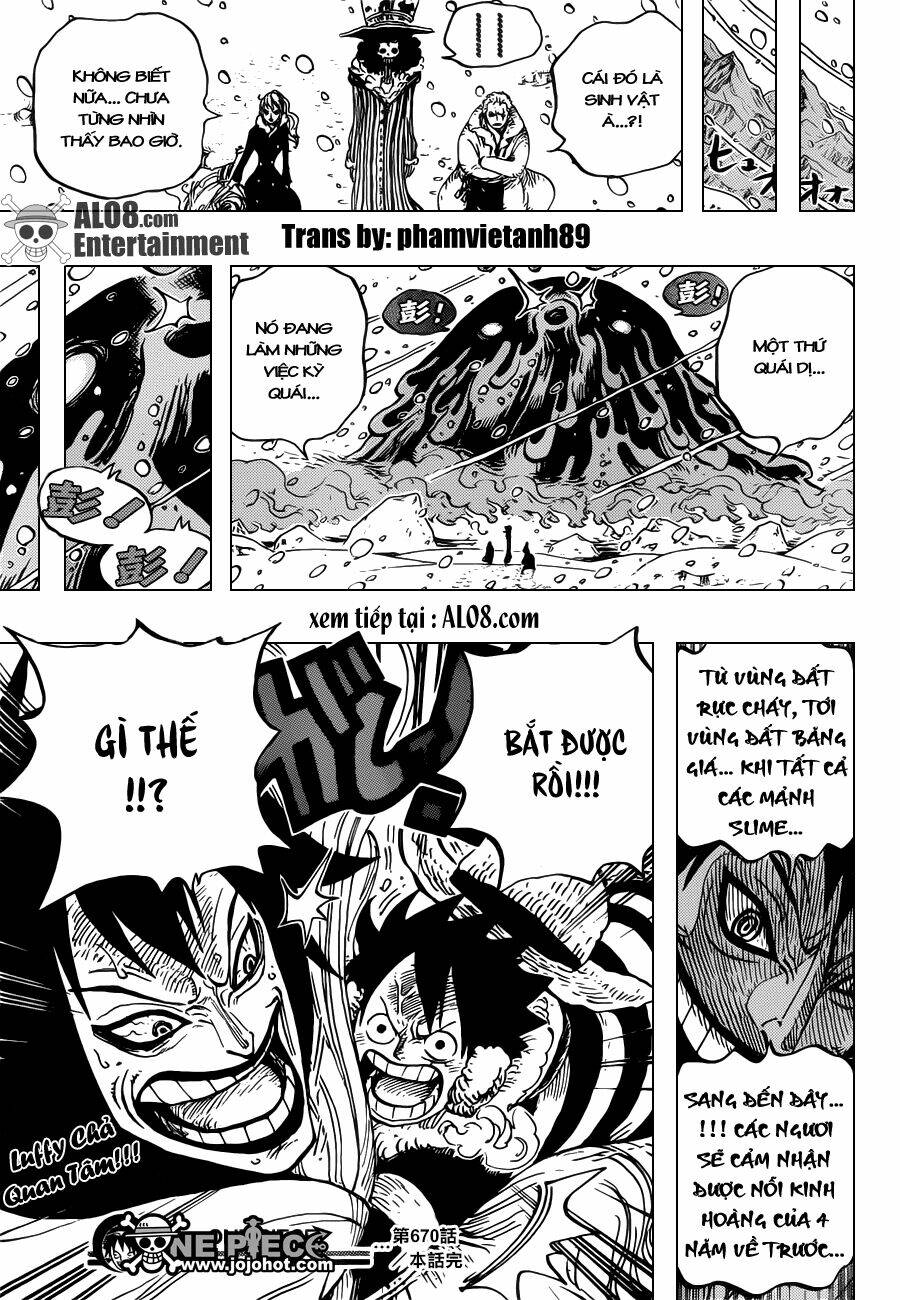 CÁI ĐÓ LÀ
SINH VẬT
À...?!
!!
KHÔNG BIẾT
NỮA... CHƯA
TỪNG NHÌN
THẤY BAO GIỜ.
AL08.com
Entertainment
Trans by: phamvietanh89
MỘT THỨ
QUÁI DỊ...
彭!
彭!
NÓ ĐANG
LÀM NHỮNG
VIỆC KỲ
QUÁI...
彭!
彭!
xem tiếp tại : AL08.com
TỪ VÙNG ĐẤT
RỰC CHÁY, TỚI
VÙNG ĐẤT BĂNG
GIÁ... KHI TẤT CẢ
CÁC MẢNH
SLIME...
SANG ĐẾN ĐÂY...
!!! CÁC NGƯƠI
SẼ CẢM NHẬN
ĐƯỢC NỖI KINH
HOÀNG CỦA 4
NĂM VỀ TRƯỚC...
BẮT ĐƯỢC
RỒI!!!
GÌ THẾ
!!?
Luffy Chả
Quan Tâm!!!
ONE PIECE
www.jojohot.com
...
第670話
本話完